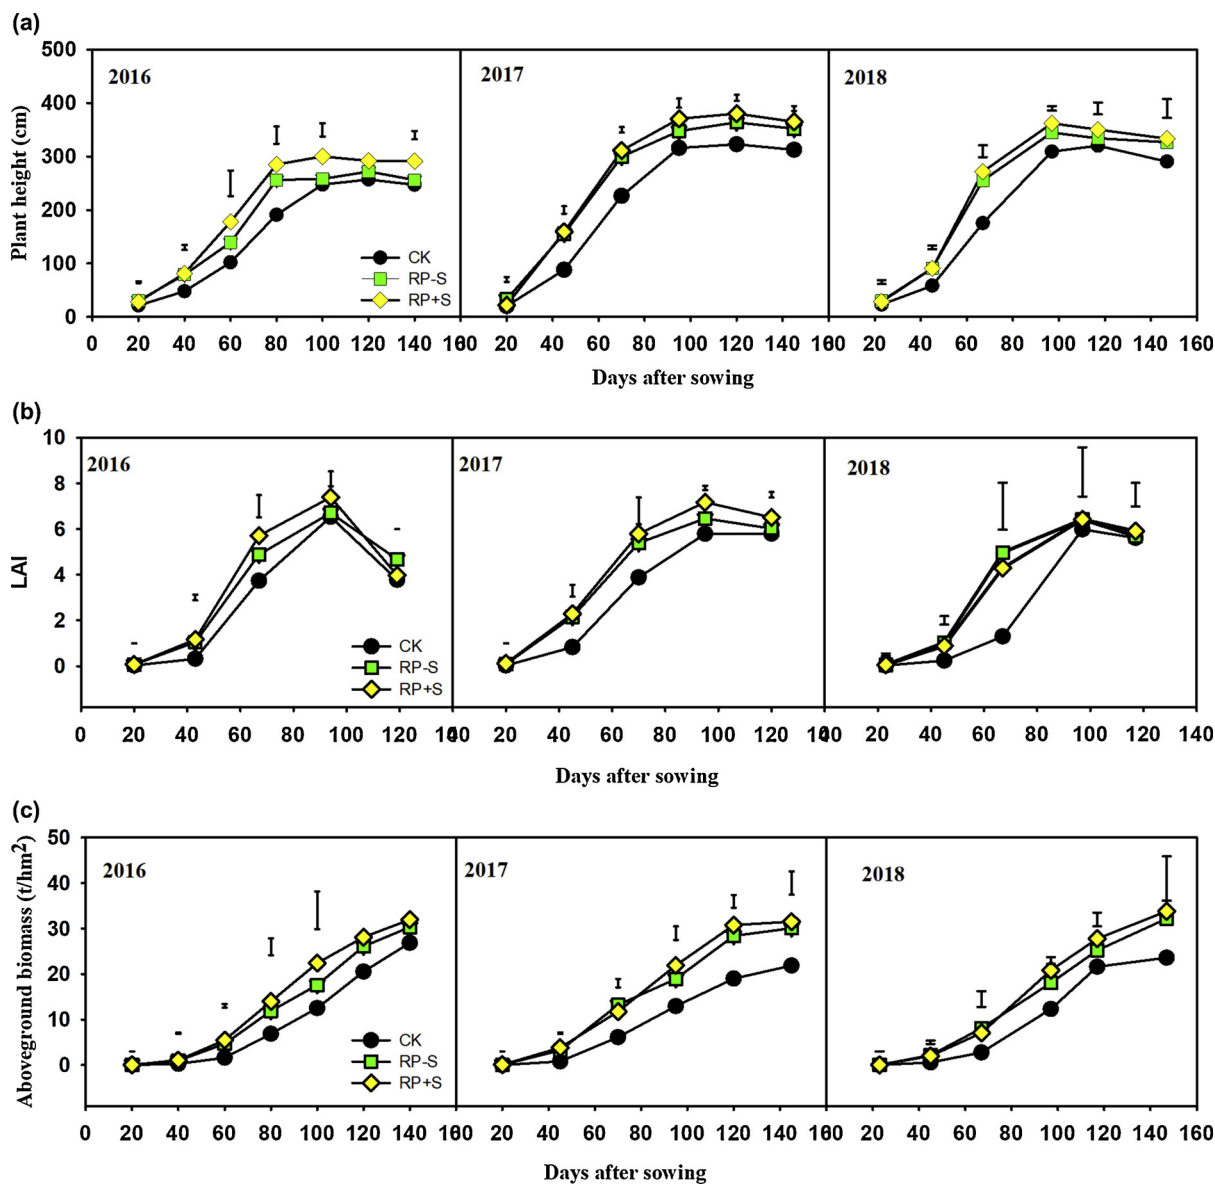 (a)
500
400
300
200
100
0
Plant height (cm)
2016
2017
2018
CK
RP-S
RP+S
0 20 40 60 80 100 120 140 160 20 40 60 80 100 120 140 160 20 40 60 80 100 120 140 160
Days after sowing
(b)
10
8
6
4
2
0
LAI
2016
2017
2018
CK
RP-S
RP+S
0 20 40 60 80 100 120 140 20 40 60 80 100 120 140 20 40 60 80 100 120 140
Days after sowing
(c)
50
40
30
20
10
0
Aboveground biomass (t/hm²)
2016
2017
2018
CK
RP-S
RP+S
0 20 40 60 80 100 120 140 160 20 40 60 80 100 120 140 160 20 40 60 80 100 120 140 160
Days after sowing